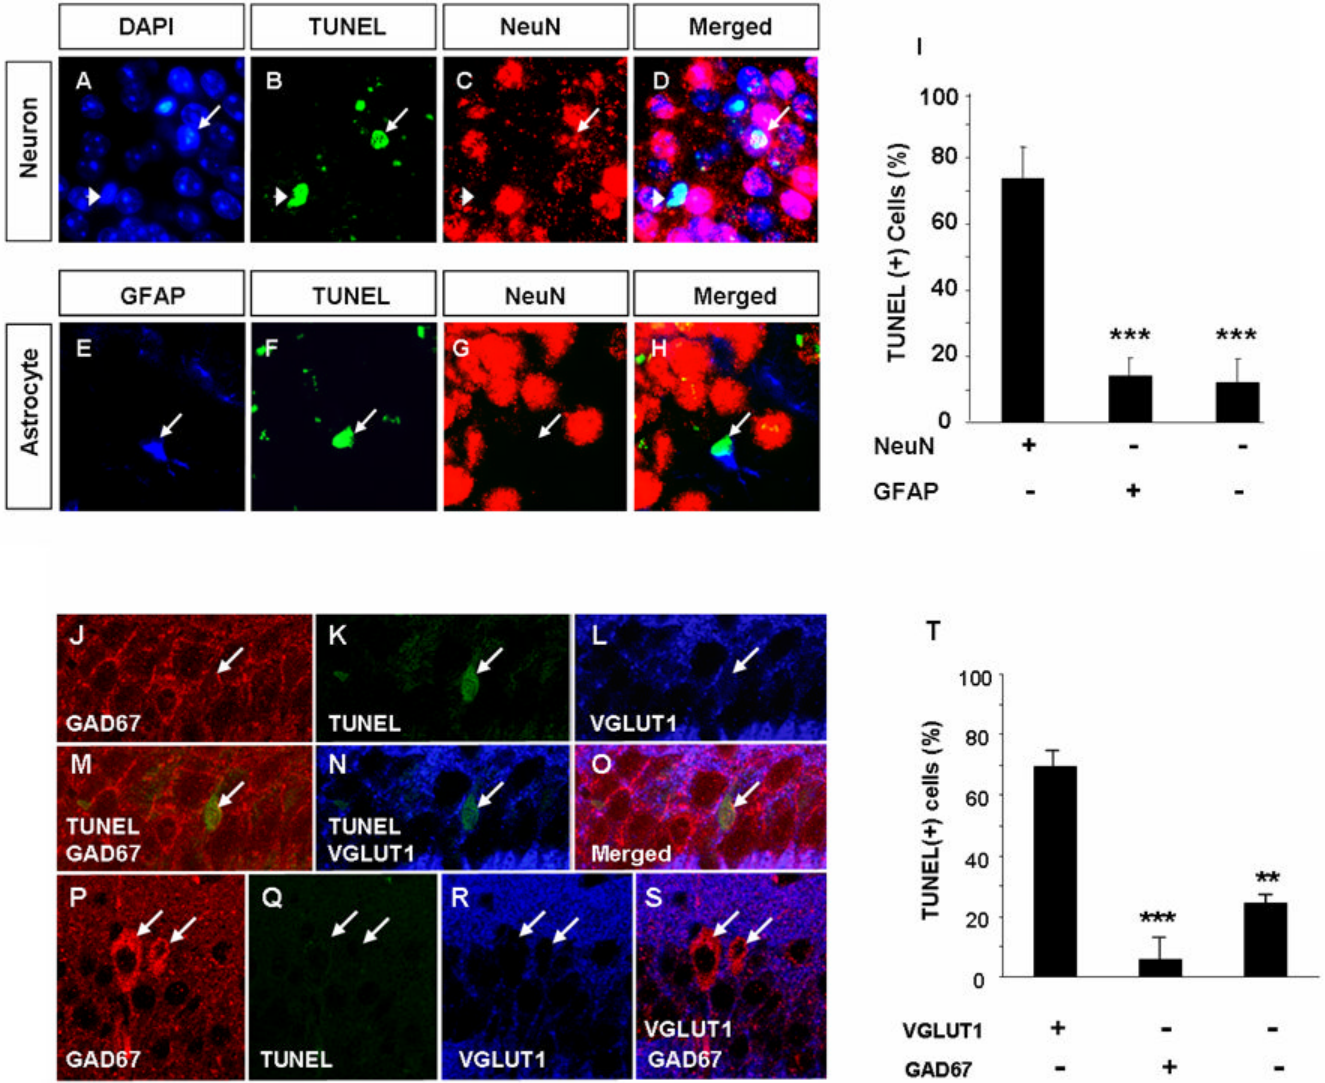 DAPI TUNEL NeuN Merged
Neuron
A B C D
GFAP TUNEL NeuN Merged
Astrocyte
E F G H
I
TUNEL (+) Cells (%)
100
80
60
40
20
0
*** ***
NeuN + - -
GFAP - + -
J K L
GAD67 TUNEL VGLUT1
M N O
TUNEL TUNEL
GAD67 VGLUT1 Merged
P Q R S
VGLUT1
GAD67 TUNEL VGLUT1 GAD67
T
TUNEL(+) cells (%)
100
80
60
40
20
0
*** **
VGLUT1 + - -
GAD67 - + -